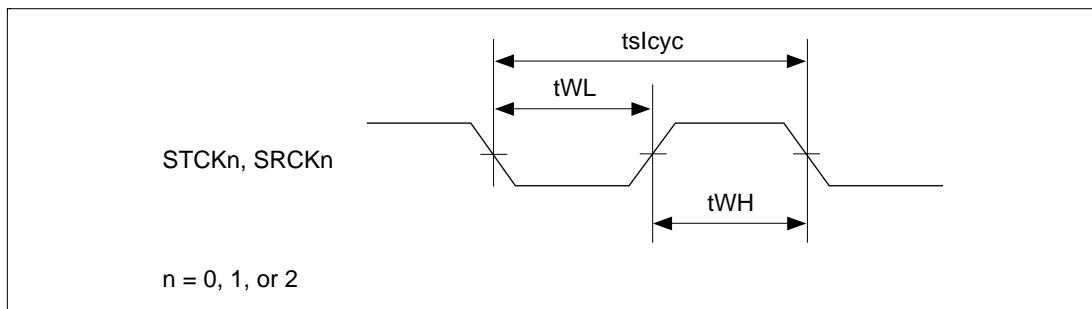 tsIcyc
tWL
STCKn, SRCKn
tWH
n = 0, 1, or 2